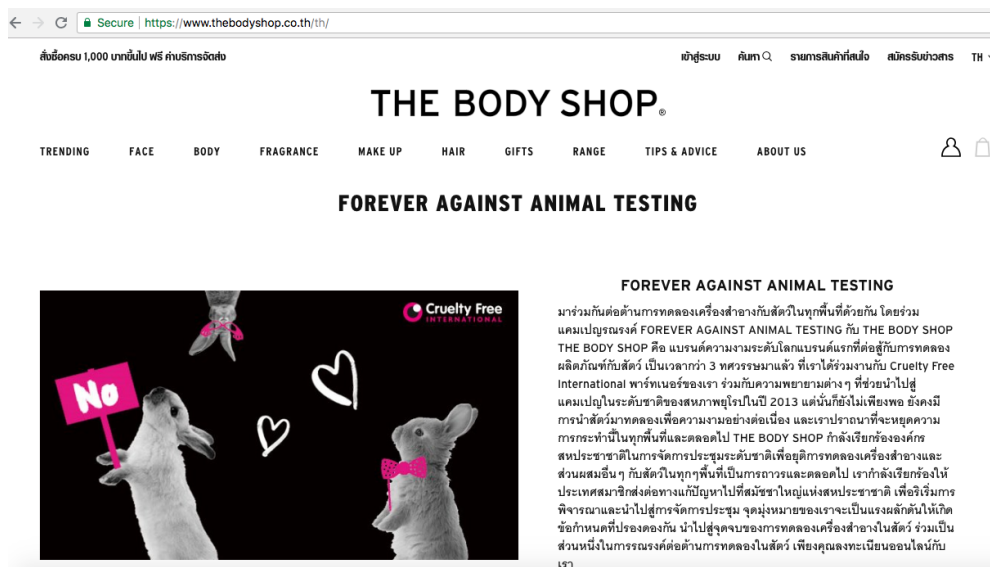 Secure | https://www.thebodyshop.co.th/th/
สั่งซื้อครบ 1,000 บาทขึ้นไป ฟรี ค่าบริการจัดส่ง
เข้าสู่ระบบ ค้นหา รายการสินค้าที่สนใจ สมัครรับข่าวสาร TH
THE BODY SHOP®
TRENDING FACE BODY FRAGRANCE MAKE UP HAIR GIFTS RANGE TIPS & ADVICE ABOUT US
FOREVER AGAINST ANIMAL TESTING
Cruelty Free
INTERNATIONAL
No
FOREVER AGAINST ANIMAL TESTING
มาร่วมกันต่อต้านการทดลองเครื่องสำอางกับสัตว์ในทุกพื้นที่ด้วยกัน โดยร่วม
แคมเปญรณรงค์ FOREVER AGAINST ANIMAL TESTING กับ THE BODY SHOP
THE BODY SHOP คือ แบรนด์ความงามระดับโลกแบรนด์แรกที่ต่อสู้กับการทดลอง
ผลิตภัณฑ์กับสัตว์ เป็นเวลากว่า 3 ทศวรรษมาแล้ว ที่เราได้ร่วมงานกับ Cruelty Free
International พาร์ทเนอร์ของเรา ร่วมกับความพยายามต่าง ๆ ที่ช่วยนำไปสู่
แคมเปญในระดับชาติของสหภาพยุโรปในปี 2013 แต่นั่นก็ยังไม่เพียงพอ ยังคงมี
การนำสัตว์มาทดลองเพื่อความงามอย่างต่อเนื่อง และเราปราถนาที่จะหยุดความ
การกระทำนี้ในทุกพื้นที่และตลอดไป THE BODY SHOP กำลังเรียกร้ององค์กร
สหประชาชาติในการจัดการประชุมระดับชาติเพื่อยุติการทดลองเครื่องสำอางและ
ส่วนผสมอื่น ๆ กับสัตว์ในทุกๆพื้นที่เป็นการถาวรและตลอดไป เรากำลังเรียกร้องให้
ประเทศสมาชิกส่งต่อทางแก้ปัญหาไปที่สมัชชาใหญ่แห่งสหประชาชาติ เพื่อริเริ่มการ
พิจารณาและนำไปสู่การจัดการประชุม จุดมุ่งหมายของเราจะเป็นแรงผลักดันให้เกิด
ข้อกำหนดที่ปรองดองกัน นำไปสู่จุดจบของการทดลองเครื่องสำอางในสัตว์ ร่วมเป็น
ส่วนหนึ่งในการรณรงค์ต่อต้านการทดลองในสัตว์ เพียงคุณลงทะเนียนออนไลน์กับ
เรา